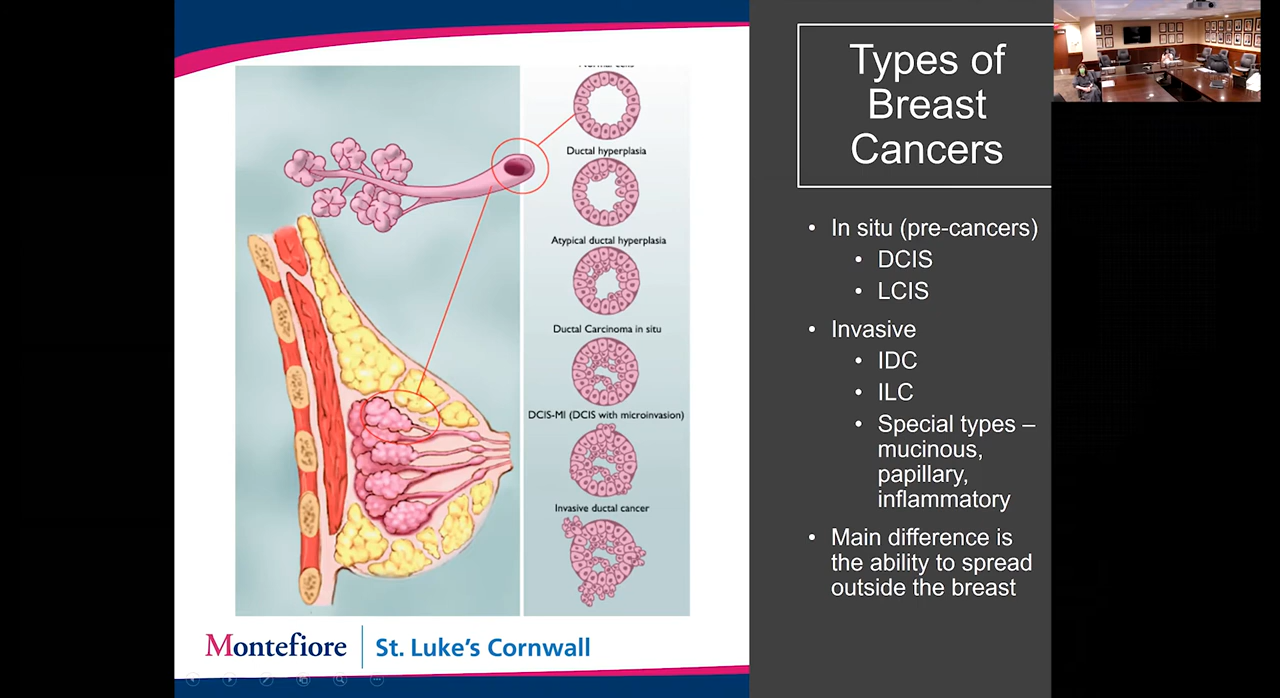 Normal cells
Ductal hyperplasia
Atypical ductal hyperplasia
Ductal Carcinoma in situ
DCIS-MI (DCIS with microinvasion)
Invasive ductal cancer
Montefiore
St. Luke's Cornwall
Types of
Breast
Cancers
• In situ (pre-cancers)
• DCIS
• LCIS
• Invasive
• IDC
• ILC
• Special types –
mucinous,
papillary,
inflammatory
• Main difference is
the ability to spread
outside the breast